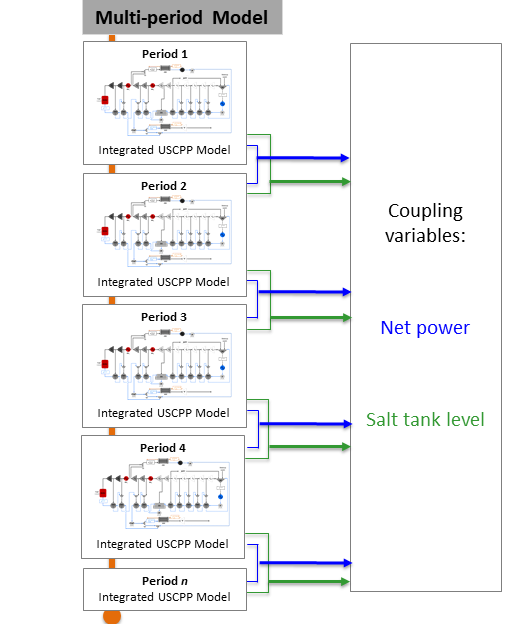 Multi-period Model
Period 1
Integrated USCPP Model
Period 2
Integrated USCPP Model
Period 3
Integrated USCPP Model
Period 4
Integrated USCPP Model
Period n
Integrated USCPP Model
Coupling
variables:
Net power
Salt tank level